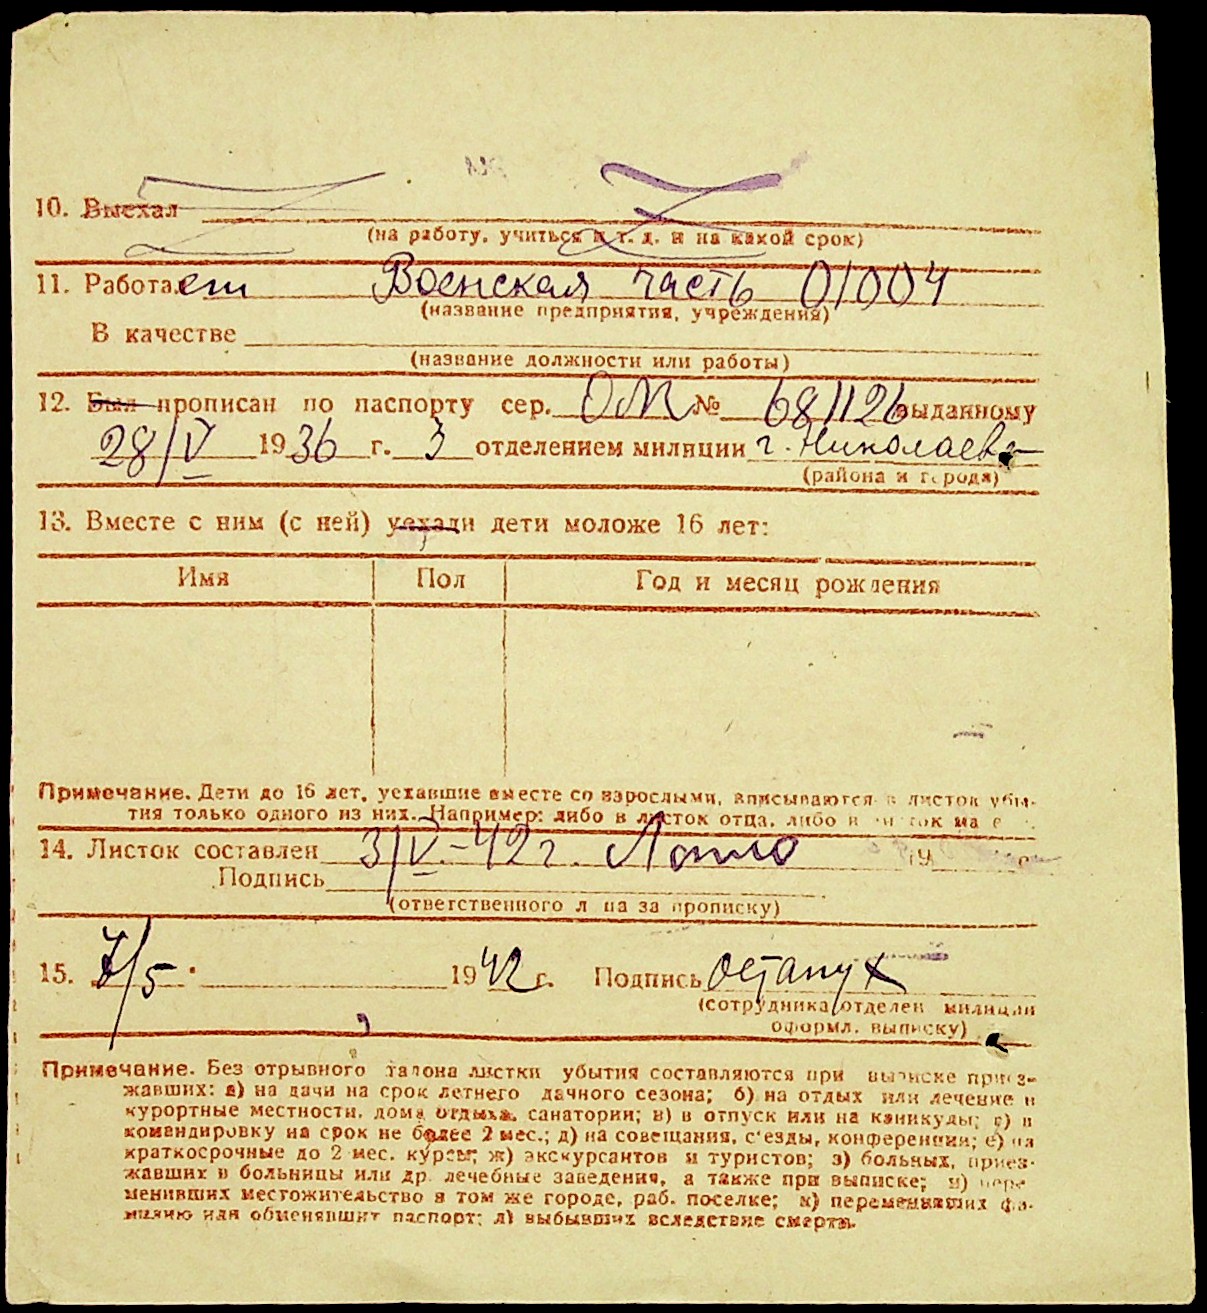 10. Выехал
(на работу, учиться и т. д. и на какой срок)
11. Работает Воинская часть 01004
(название предприятия, учреждения)
В качестве
(название должности или работы)
12. Был прописан по паспорту сер. ОМ № 681126 выданному
28/V 1936 г. 3 отделением милиции г. Николаева
(района и города)
13. Вместе с ним (с ней) уехали дети моложе 16 лет:
Имя Пол Год и месяц рождения
Примечание. Дети до 16 лет, уехавшие вместе со взрослыми, вписываются в листок убы-
тия только одного из них. Например: либо в листок отца, либо в листок ма
14. Листок составлен 3/V-42 г.
Подпись
(ответственного лица за прописку)
15. 7/5 1942 г. Подпись
(сотрудника отделен. милиции
оформл. выписку)
Примечание. Без отрывного талона листки убытия составляются при выписке приез-
жавших: а) на дачи на срок летнего дачного сезона; б) на отдых или лечение в
курортные местности, дома отдыха, санатории; в) в отпуск или на каникулы; г) в
командировку на срок не более 2 мес.; д) на совещания, с'езды, конференции; е) на
краткосрочные до 2 мес. курсы; ж) экскурсантов и туристов; з) больных, приез-
жавших в больницы или др. лечебные заведения, а также при выписке; и) пере-
менивших местожительство в том же городе, раб. поселке; к) переменивших фа-
милию или обменявших паспорт; л) выбывших вследствие смерти.